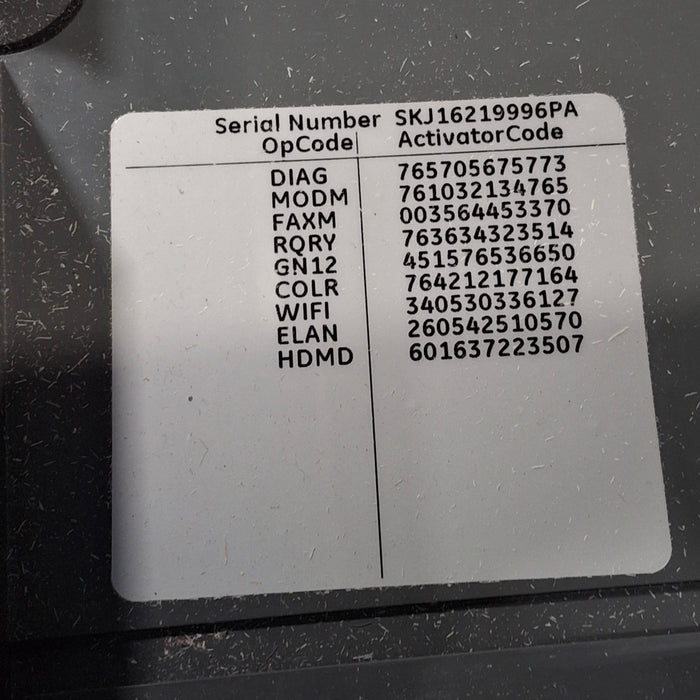 Serial Number SKJ16219996PA
OpCode ActivatorCode
DIAG 765705675773
MODM 761032134765
FAXM 003564453370
RQRY 763634323514
GN12 451576536650
COLR 764212177164
WIFI 340530336127
ELAN 260542510570
HDMD 601637223507